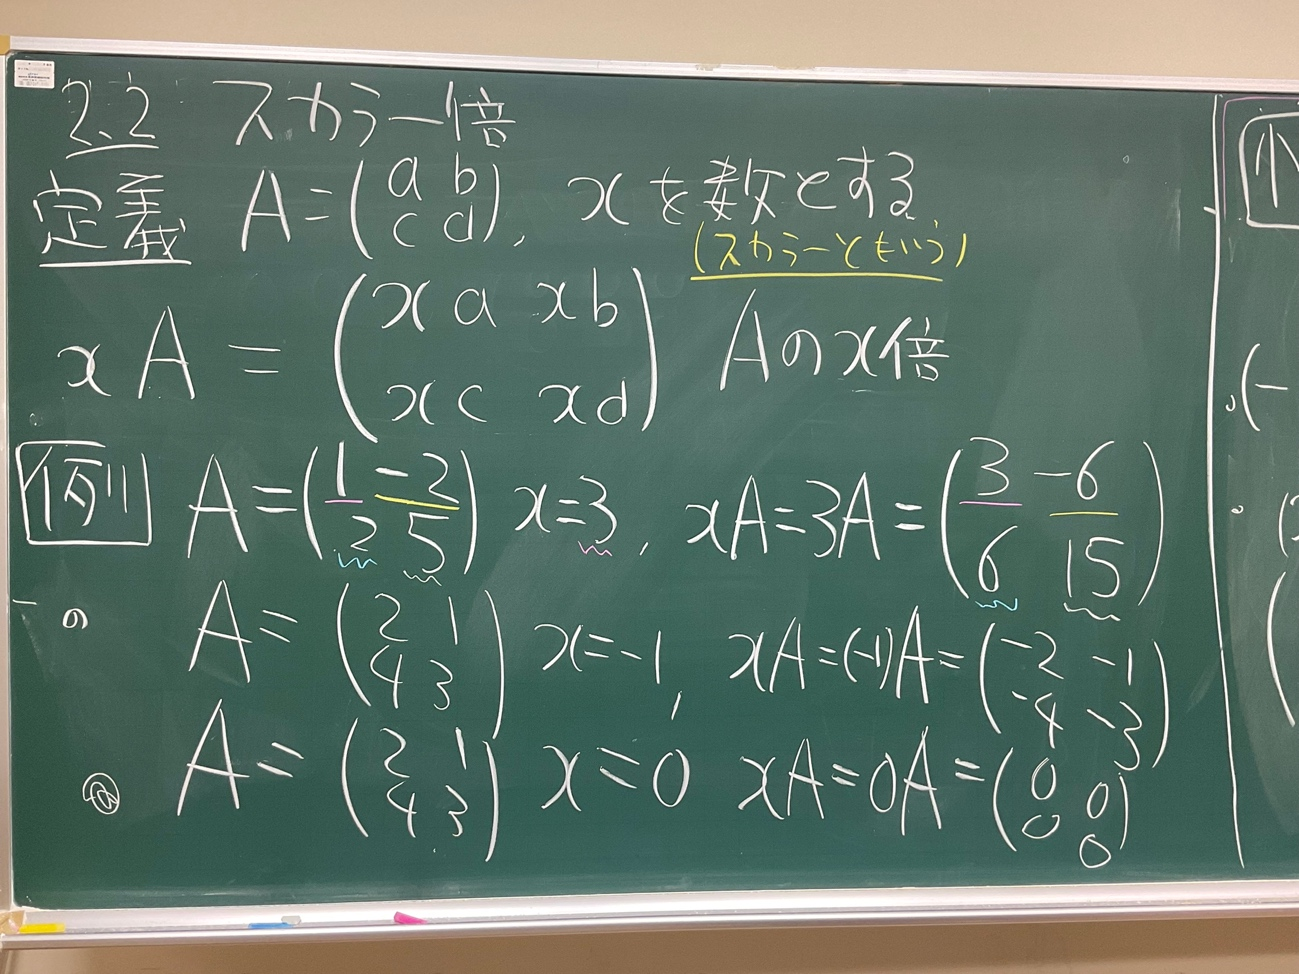 2.2 スカラー倍
定義 A=(a b
c d), xを数とする
(スカラーともいう)
xA = (xa xb
xc xd) Aのx倍
例 A=(1 -2
2 5) x=3, xA=3A=(3 -6
6 15)
A=(2 1
4 3) x=-1, xA=(-1)A=(-2 -1
-4 -3)
A=(2 1
4 3) x=0 xA=0A=(0 0
0 0)